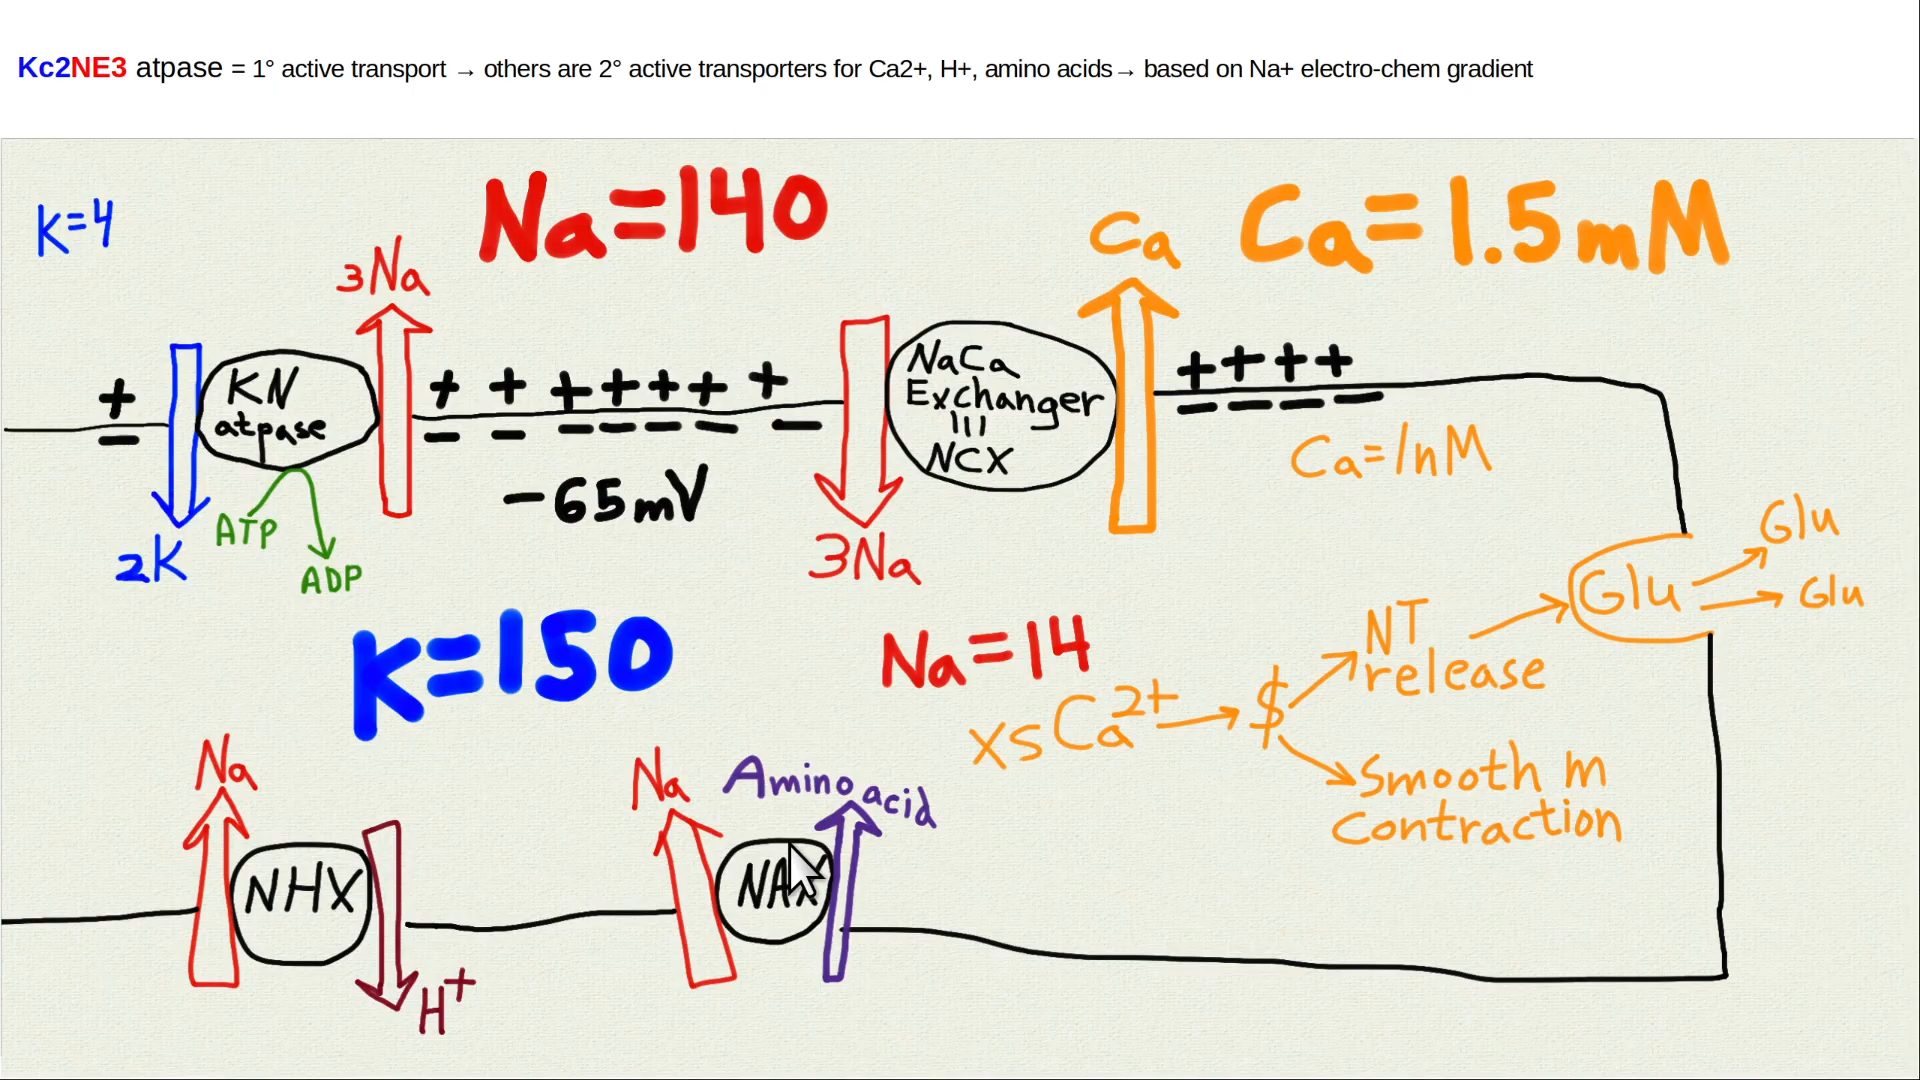 Kc2NE3 atpase = 1° active transport → others are 2° active transporters for Ca2+, H+, amino acids→ based on Na+ electro-chem gradient
K=4
Na=140
Ca
Ca=1.5mM
3Na
KN
atpase
NaCa
Exchanger
NCX
Ca=1nM
-65mV
ATP
2K
ADP
3Na
Glu
Glu
Glu
K=150
Na=14
NT
release
xsCa2+ → $
Smooth m
contraction
Na
Na
Amino acid
NHX
NAX
H+